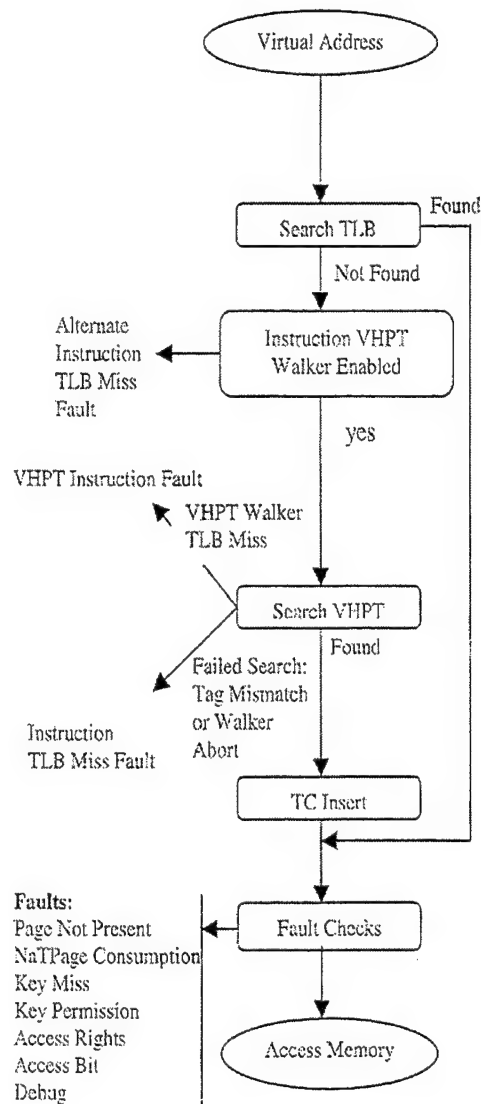 Virtual Address
Found
Search TLB
Not Found
Alternate
Instruction
TLB Miss
Fault
Instruction VHPT
Walker Enabled
yes
VHPT Instruction Fault
VHPT Walker
TLB Miss
Search VHPT
Found
Failed Search:
Tag Mismatch
or Walker
Abort
Instruction
TLB Miss Fault
TC Insert
Faults:
Page Not Present
NaTPage Consumption
Key Miss
Key Permission
Access Rights
Access Bit
Debug
Fault Checks
Access Memory